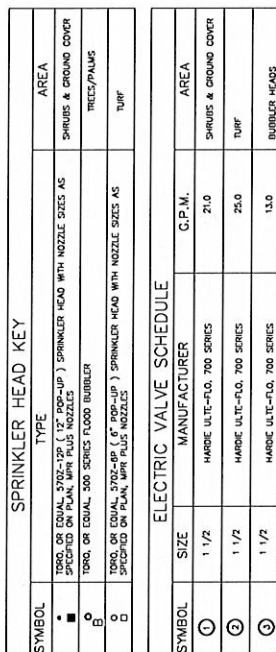 SPRINKLER HEAD KEY
SYMBOL TYPE AREA
TORO, OR EQUAL, 570Z-12P ( 12" POP-UP ) SPRINKLER HEAD WITH NOZZLE SIZES AS SHRUBS & GROUND COVER
SPECIFIED ON PLAN, MPR PLUS NOZZLES
B TORO, OR EQUAL, 500 SERIES FLOOD BUBBLER TREES/PALMS
TORO, OR EQUAL, 570Z-6P ( 6" POP-UP ) SPRINKLER HEAD WITH NOZZLE SIZES AS TURF
SPECIFIED ON PLAN, MPR PLUS NOZZLES
ELECTRIC VALVE SCHEDULE
SYMBOL SIZE MANUFACTURER G.P.M. AREA
1 1 1/2 HARDIE ULTE-FLO, 700 SERIES 21.0 SHRUBS & GROUND COVER
2 1 1/2 HARDIE ULTE-FLO, 700 SERIES 25.0 TURF
3 1 1/2 HARDIE ULTE-FLO, 700 SERIES 13.0 BUBBLER HEADS